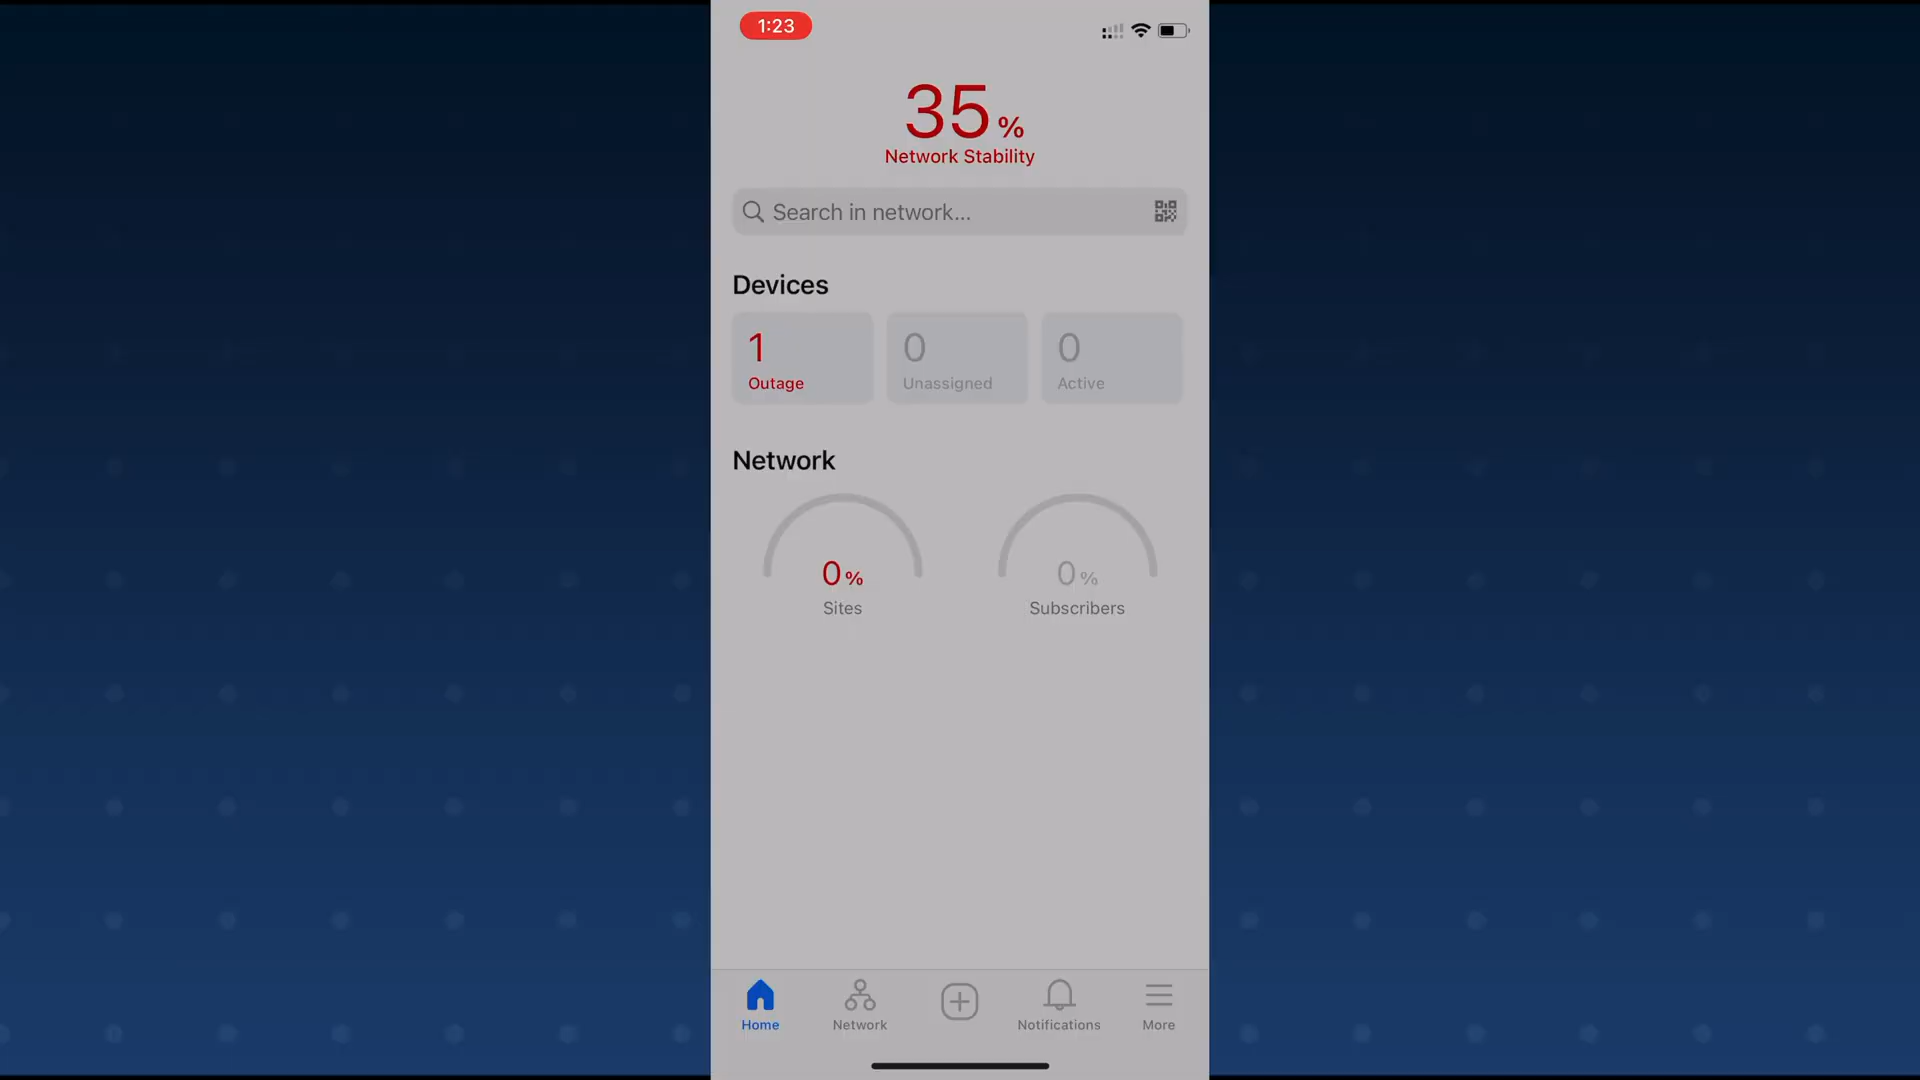 1:23
35 %
Network Stability
Search in network...
Devices
1
Outage
0
Unassigned
0
Active
Network
0 %
Sites
0 %
Subscribers
Home
Network
Notifications
More